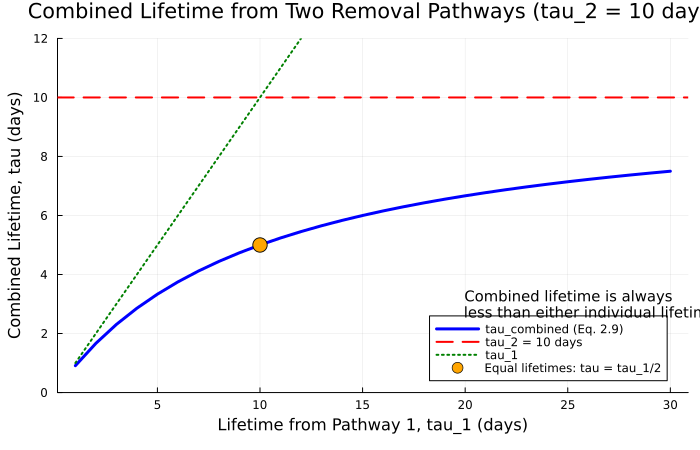 Combined Lifetime from Two Removal Pathways (tau_2 = 10 day
12
10
8
6
4
2
0
Combined Lifetime, tau (days)
Combined lifetime is always
less than either individual lifetin
tau_combined (Eq. 2.9)
tau_2 = 10 days
tau_1
Equal lifetimes: tau = tau_1/2
5
10
15
20
25
30
Lifetime from Pathway 1, tau_1 (days)